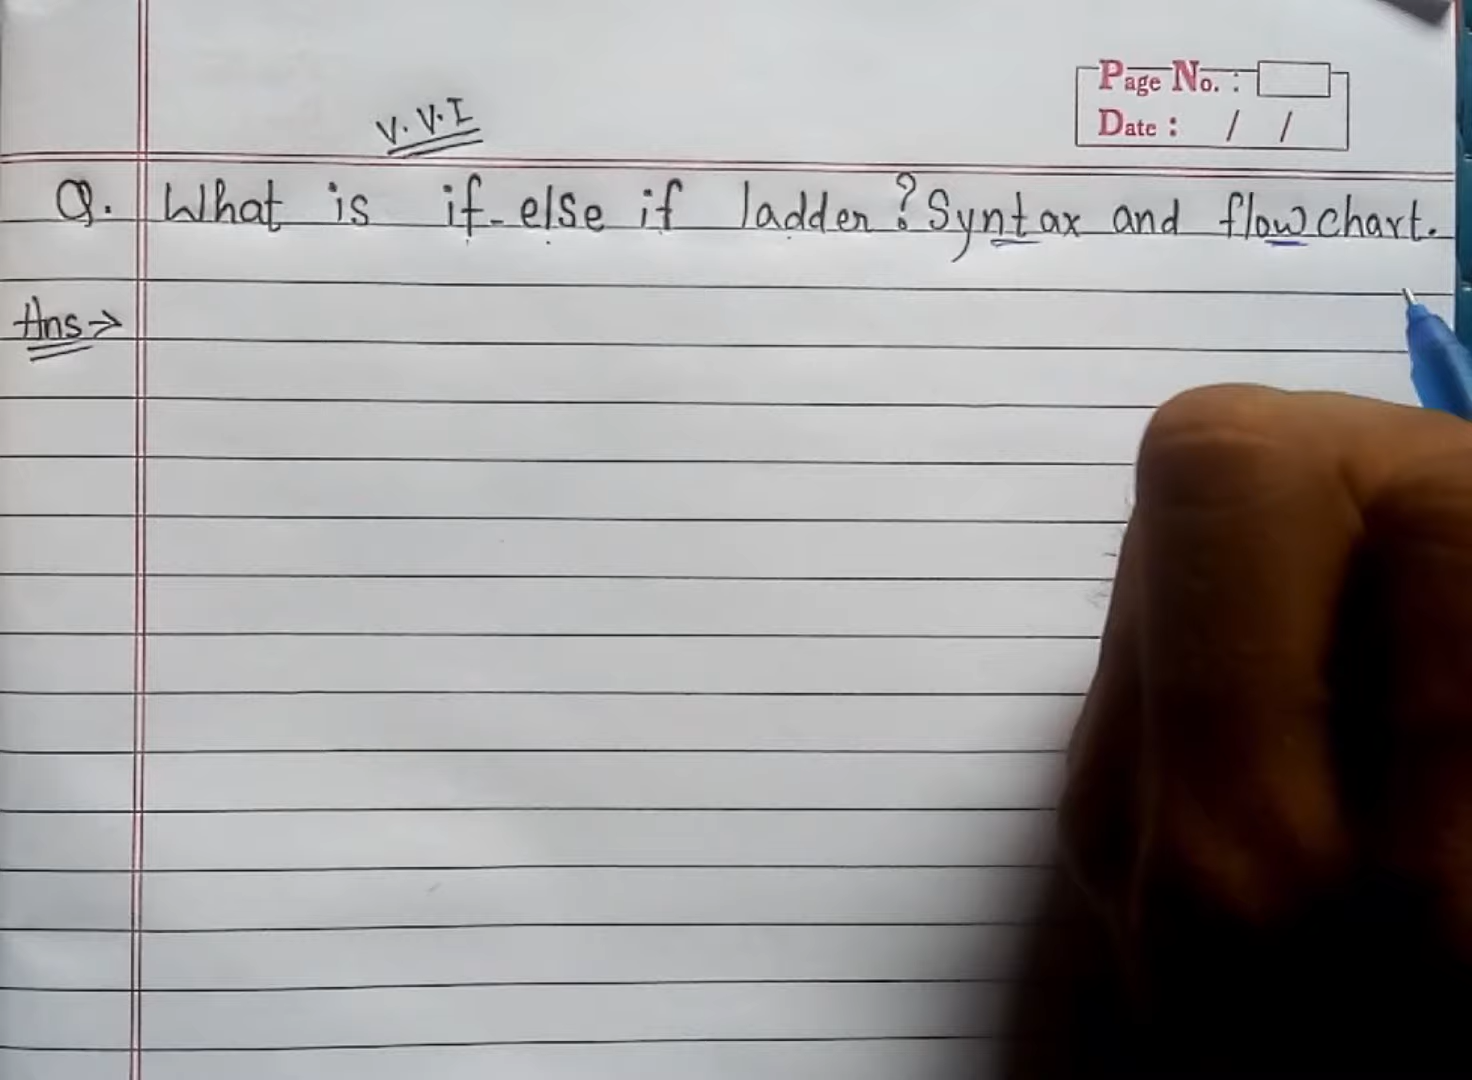 Page No. :
Date : / /
V.V.I
Q. What is if-else if ladder? Syntax and flowchart.
Ans→